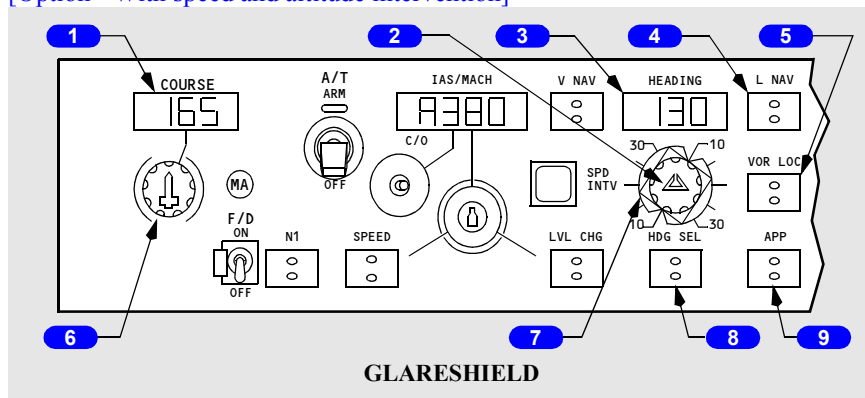 [Option - With speed and altitude intervention]
1
2
3
4
5
COURSE
165
A/T
ARM
OFF
IAS/MACH
A380
C/O
V NAV
HEADING
130
L NAV
VOR LOC
SPD
INTV
30
10
10
30
MA
F/D
ON
OFF
N1
SPEED
LVL CHG
HDG SEL
APP
6
7
8
9
GLARESHIELD